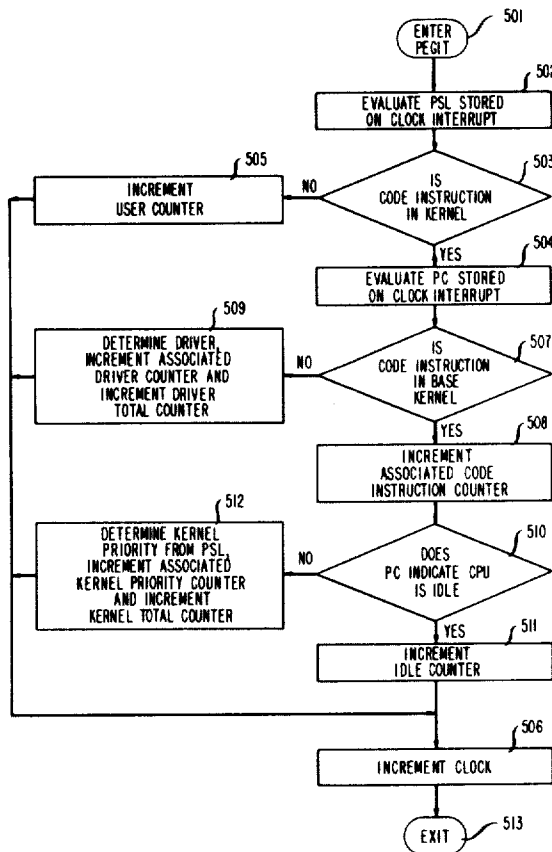 ENTER
PEGIT
501
502
EVALUATE PSL STORED
ON CLOCK INTERRUPT
503
IS
CODE INSTRUCTION
IN KERNEL
NO
505
INCREMENT
USER COUNTER
YES
504
EVALUATE PC STORED
ON CLOCK INTERRUPT
507
IS
CODE INSTRUCTION
IN BASE
KERNEL
NO
509
DETERMINE DRIVER,
INCREMENT ASSOCIATED
DRIVER COUNTER AND
INCREMENT DRIVER
TOTAL COUNTER
YES
508
INCREMENT
ASSOCIATED CODE
INSTRUCTION COUNTER
510
DOES
PC INDICATE CPU
IS IDLE
NO
512
DETERMINE KERNEL
PRIORITY FROM PSL,
INCREMENT ASSOCIATED
KERNEL PRIORITY COUNTER
AND INCREMENT
KERNEL TOTAL COUNTER
YES
511
INCREMENT
IDLE COUNTER
506
INCREMENT CLOCK
EXIT
513